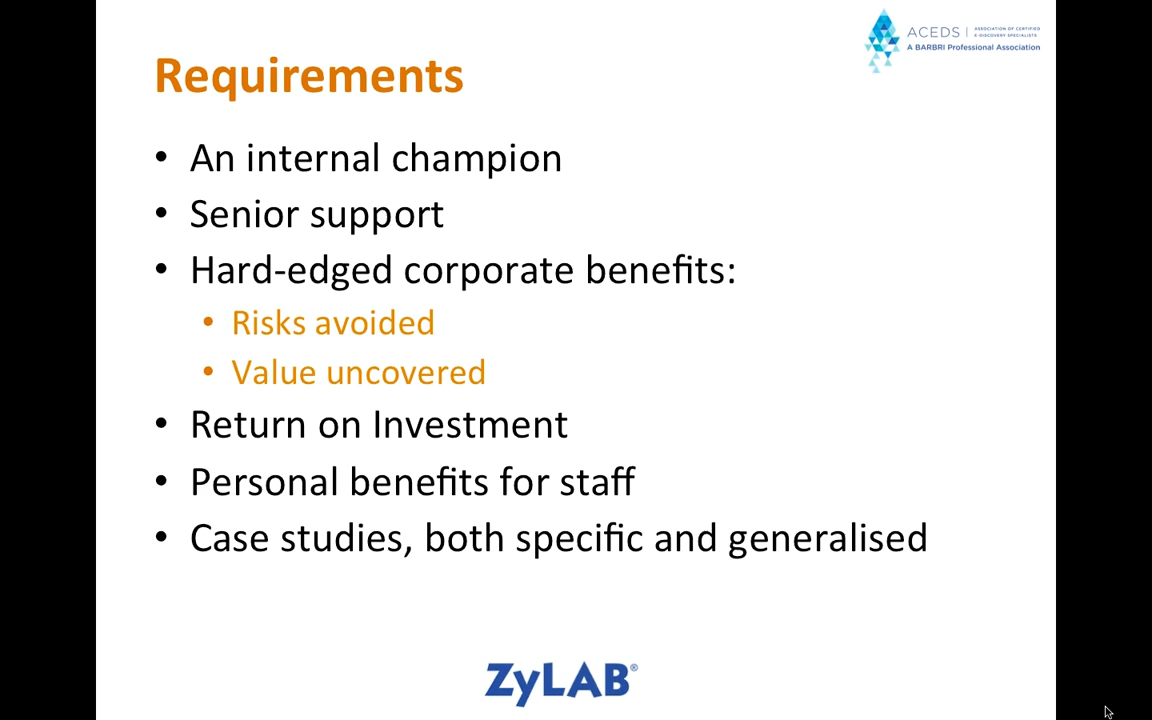 ACEDS | ASSOCIATION OF CERTIFIED
E-DISCOVERY SPECIALISTS
A BARBRI Professional Association
Requirements
• An internal champion
• Senior support
• Hard-edged corporate benefits:
• Risks avoided
• Value uncovered
• Return on Investment
• Personal benefits for staff
• Case studies, both specific and generalised
ZyLAB®